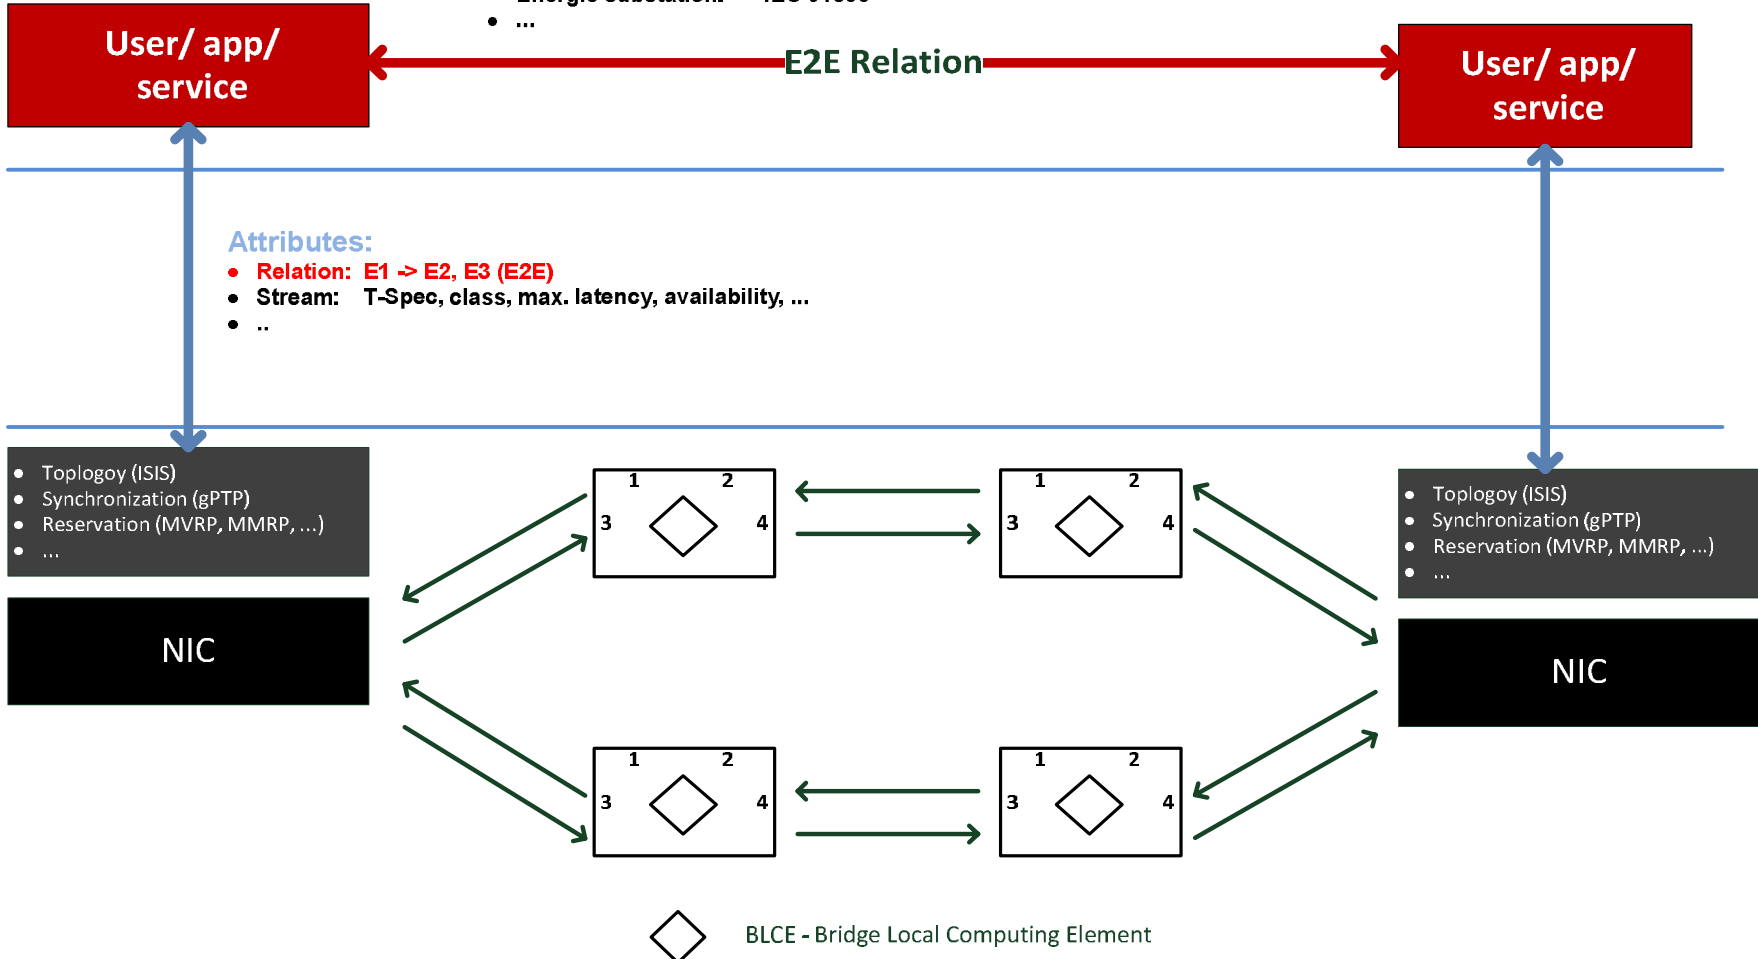 ...
User/ app/
service
E2E Relation
User/ app/
service
Attributes:
Relation: E1 -> E2, E3 (E2E)
Stream: T-Spec, class, max. latency, availability, ...
..
Toplogoy (ISIS)
Synchronization (gPTP)
Reservation (MVRP, MMRP, ...)
...
NIC
1 2
3 4
1 2
3 4
Toplogoy (ISIS)
Synchronization (gPTP)
Reservation (MVRP, MMRP, ...)
...
NIC
1 2
3 4
1 2
3 4
BLCE - Bridge Local Computing Element